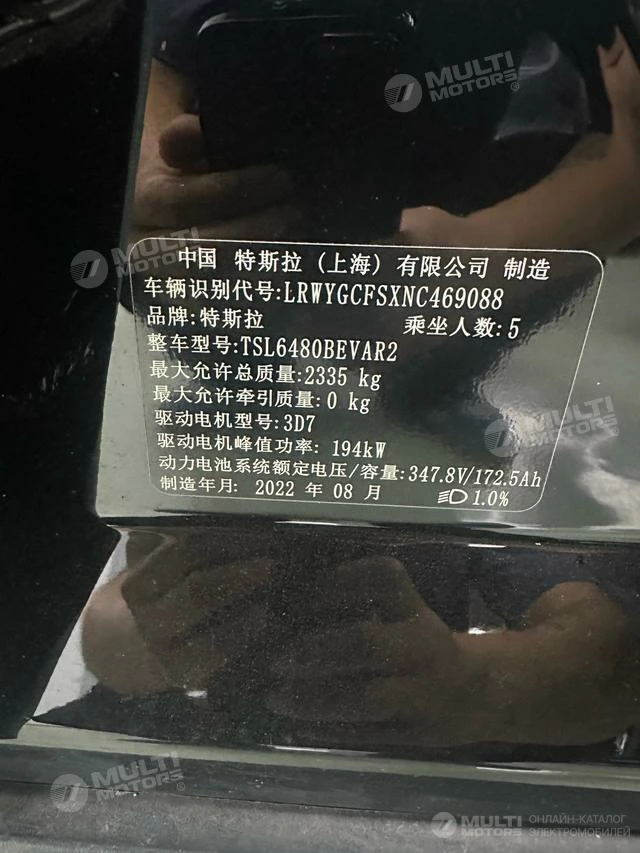 MULTI
MOTORS®
MULTI
MOTORS®
中国 特斯拉 (上海) 有限公司 制造
车辆识别代号:LRWYGCFSXNC469088
品牌:特斯拉 乘坐人数:5
整车型号:TSL6480BEVAR2
最大允许总质量:2335 kg
最大允许牵引质量:0 kg
驱动电机型号:3D7
驱动电机峰值功率: 194kW
动力电池系统额定电压/容量:347.8V/172.5Ah
制造年月: 2022 年 08 月 1.0%
MULTI
MOTORS®
MULTI
MOTORS®
MULTI
MOTORS®
ОНЛАЙН-КАТАЛОГ
ЭЛЕКТРОМОБИЛЕЙ